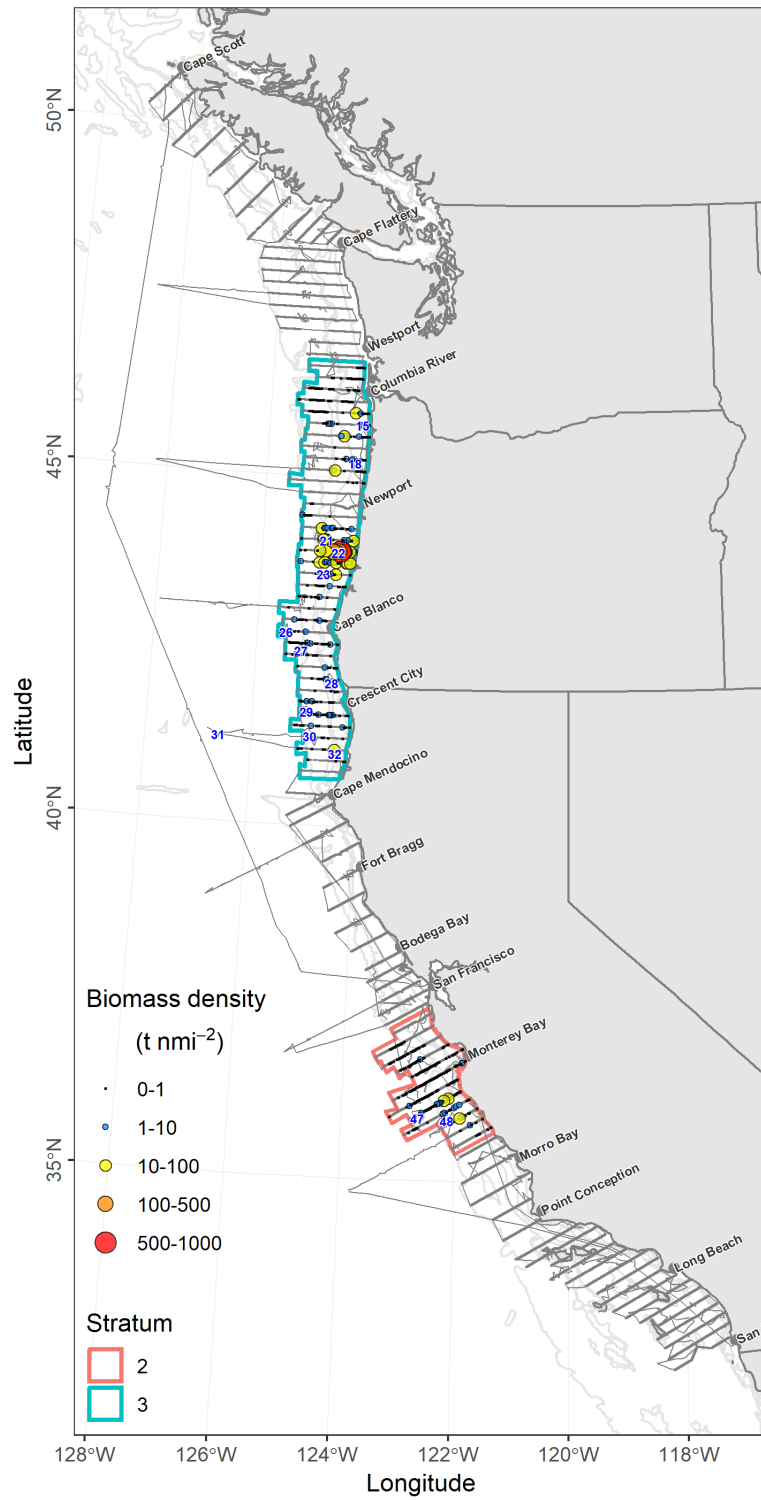 Cape Scott
50°N
Cape Flattery
Westport
Columbia River
15
45°N
18
Newport
21
22
23
Cape Blanco
26
27
28
Crescent City
29
31
30
32
Latitude
Cape Mendocino
40°N
Fort Bragg
Bodega Bay
San Francisco
Biomass density
(t nmi−2)
Monterey Bay
0-1
1-10
47
48
10-100
35°N
Morro Bay
100-500
Point Conception
500-1000
Long Beach
Stratum
San
2
3
128°W
126°W
124°W
122°W
120°W
118°W
Longitude